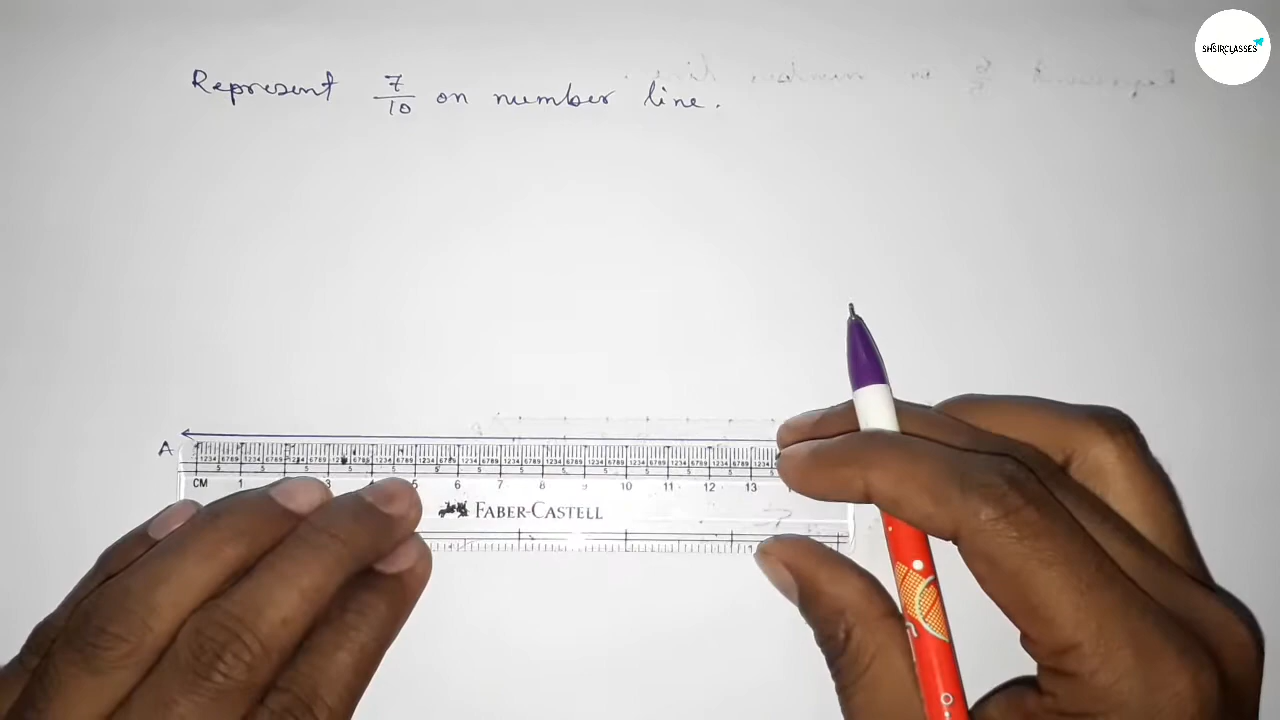 SHSIRCLASSES
Represent 7/10 on number line.
A
CM 1 3 4 5 6 7 8 9 10 11 12 13
FABER-CASTELL